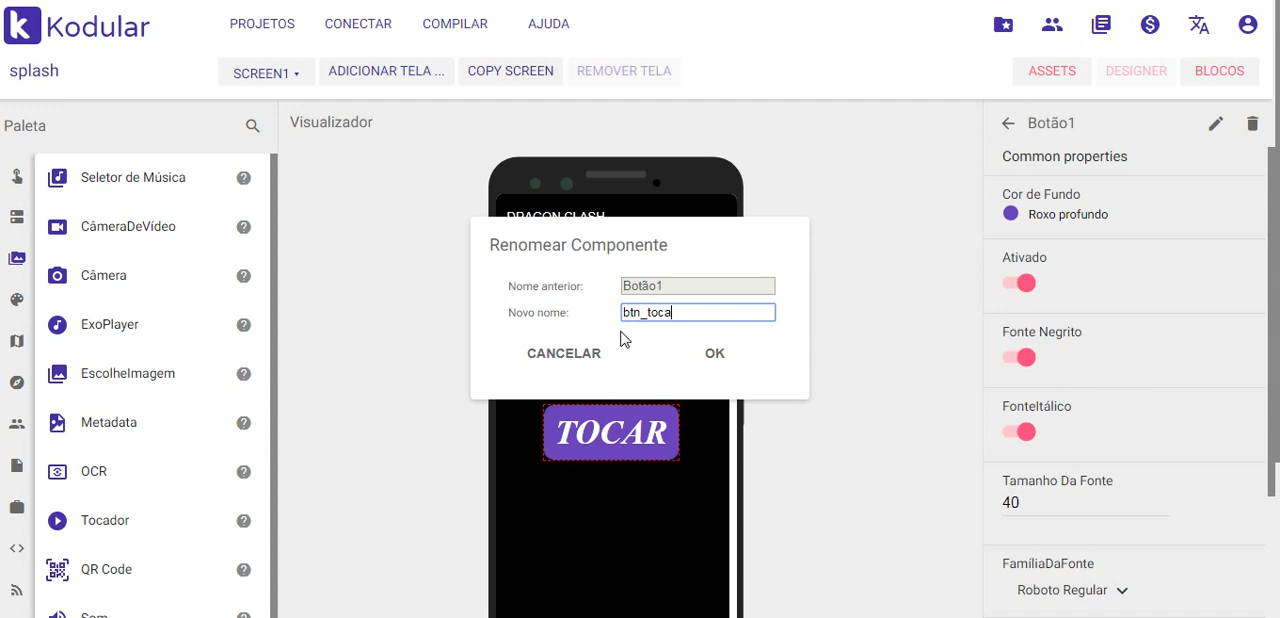 Kodular
PROJETOS CONECTAR COMPILAR AJUDA
splash
SCREEN1 ADICIONAR TELA ... COPY SCREEN REMOVER TELA
ASSETS DESIGNER BLOCOS
Paleta
Seletor de Música
CâmeraDeVídeo
Câmera
ExoPlayer
EscolheImagem
Metadata
OCR
Tocador
QR Code
Som
Visualizador
DRAGON CLASH
Renomear Componente
Nome anterior: Botão1
Novo nome: btn_toca
CANCELAR OK
TOCAR
Botão1
Common properties
Cor de Fundo
Roxo profundo
Ativado
Fonte Negrito
FonteItálico
Tamanho Da Fonte
40
FamíliaDaFonte
Roboto Regular